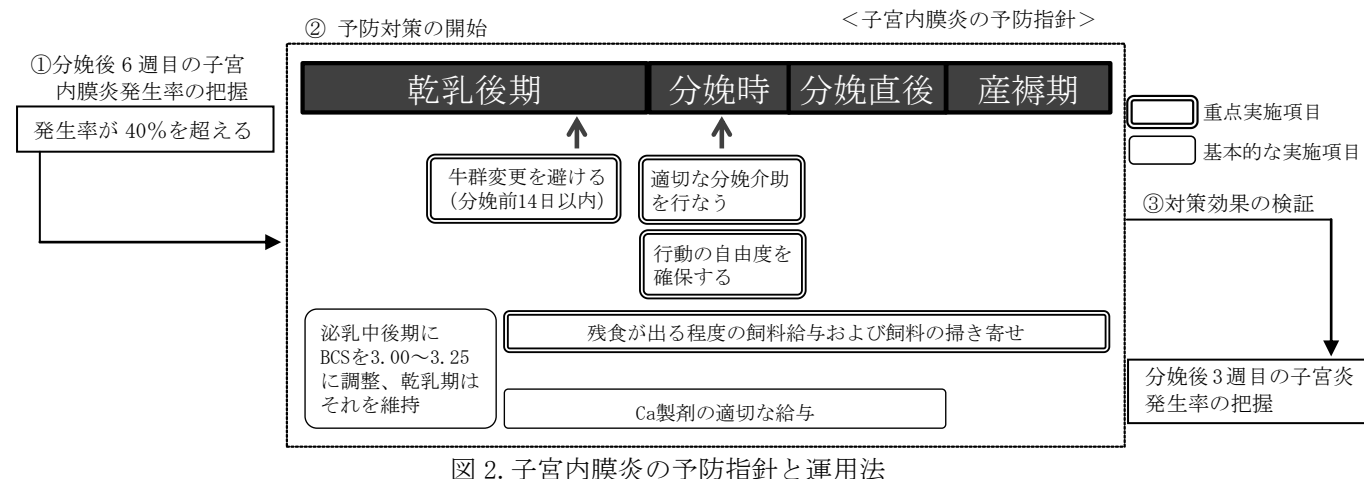 <子宮内膜炎の予防指針>
② 予防対策の開始
①分娩後 6 週目の子宮
内膜炎発生率の把握
発生率が 40%を超える
乾乳後期
分娩時
分娩直後
産褥期
重点実施項目
基本的な実施項目
牛群変更を避ける
(分娩前14日以内)
適切な分娩介助
を行なう
行動の自由度を
確保する
③対策効果の検証
泌乳中後期に
BCSを3.00～3.25
に調整、乾乳期は
それを維持
残食が出る程度の飼料給与および飼料の掃き寄せ
Ca製剤の適切な給与
分娩後3週目の子宮炎
発生率の把握
図 2. 子宮内膜炎の予防指針と運用法